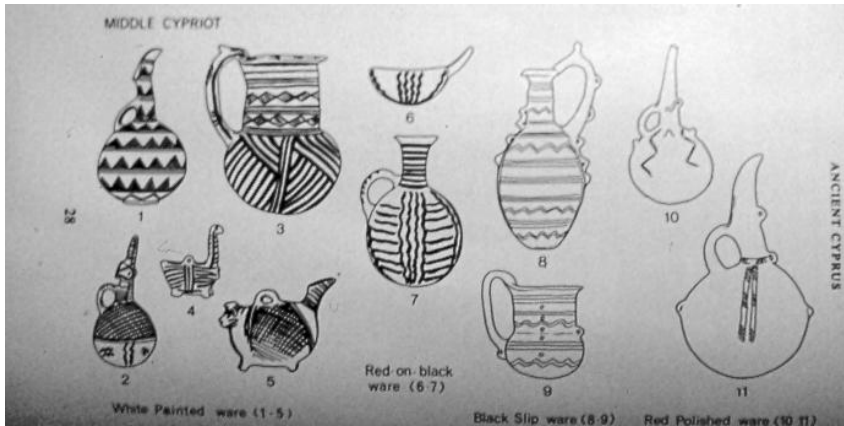 MIDDLE CYPRIOT
1
3
6
8
10
28
ANCIENT CYPRUS
2
4
5
7
9
11
Red-on-black
ware (6-7)
White Painted ware (1-5)
Black Slip ware (8-9)
Red Polished ware (10 11)